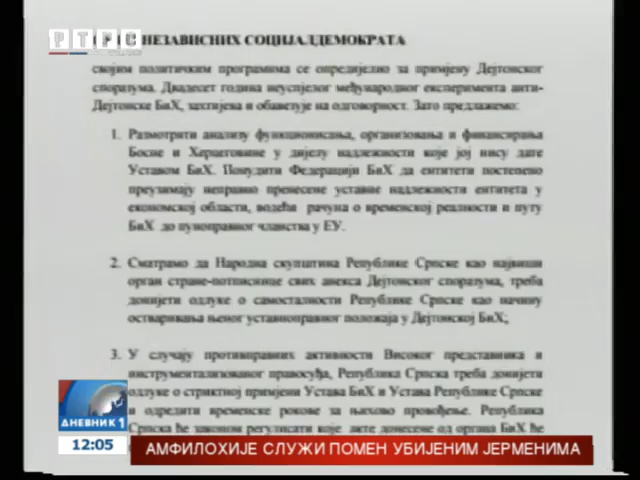 РТРС
НЕЗАВИСНИХ СОЦИЈАЛДЕМОКРАТА
својим политичким програмима се опредијелио за примјену Дејтонског
споразума. Двадесет година неуспјелог међународног експеримента анти-
Дејтонске БиХ, захтијева и обавезује на одговорност. Зато предлажемо:
1. Размотрити анализу функционисања, организовања и финансирања
Босне и Херцеговине у дијелу надлежности које јој нису дате
Уставом БиХ. Понудити Федерацији БиХ да ентитети постепено
преузимају неправно пренесене уставне надлежности ентитета у
економској области, водећи рачуна о временској реалности и путу
БиХ до пуноправног чланства у ЕУ.
2. Сматрамо да Народна скупштина Републике Српске као највиши
орган стране-потписнице свих анекса Дејтонског споразума, треба
донијети одлуке о самосталности Републике Српске као начину
остваривања њеног уставноправног положаја у Дејтонској БиХ;
3. У случају противправних активности Високог представника и
инструментализованог правосуђа, Република Српска треба донијети
одлуке о стриктној примјени Устава БиХ и Устава Републике Српске
и одредити временске рокове за њихово провођење. Република
Српска ће законом регулисати које акте донесене од органа БиХ ће
ДНЕВНИК 1
12:05
АМФИЛОХИЈЕ СЛУЖИ ПОМЕН УБИЈЕНИМ ЈЕРМЕНИМА